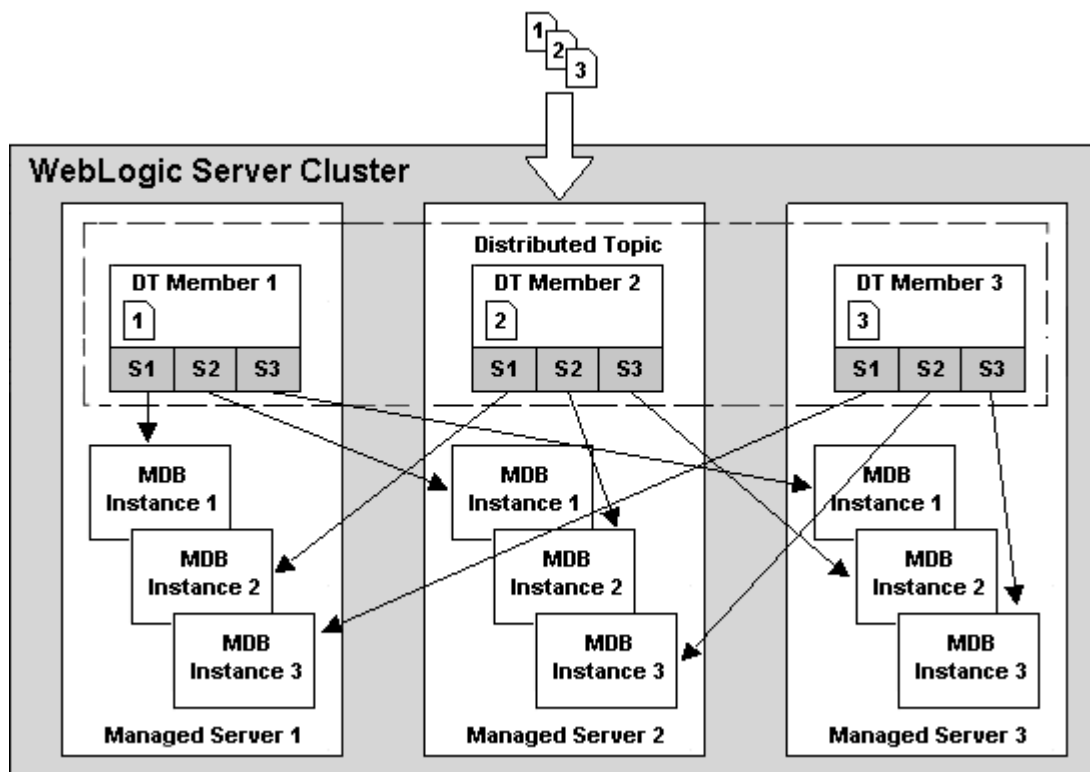 1
2
3
WebLogic Server Cluster
Distributed Topic
DT Member 1
1
S1 S2 S3
DT Member 2
2
S1 S2 S3
DT Member 3
3
S1 S2 S3
MDB
Instance 1
MDB
Instance 2
MDB
Instance 3
Managed Server 1
MDB
Instance 1
MDB
Instance 2
MDB
Instance 3
Managed Server 2
MDB
Instance 1
MDB
Instance 2
MDB
Instance 3
Managed Server 3